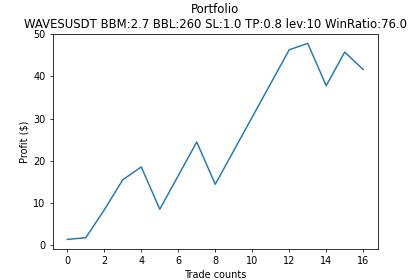 Portfolio
WAVESUSDT BBM:2.7 BBL:260 SL:1.0 TP:0.8 lev:10 WinRatio:76.0
50
40
30
20
10
0
Profit ($)
0 2 4 6 8 10 12 14 16
Trade counts